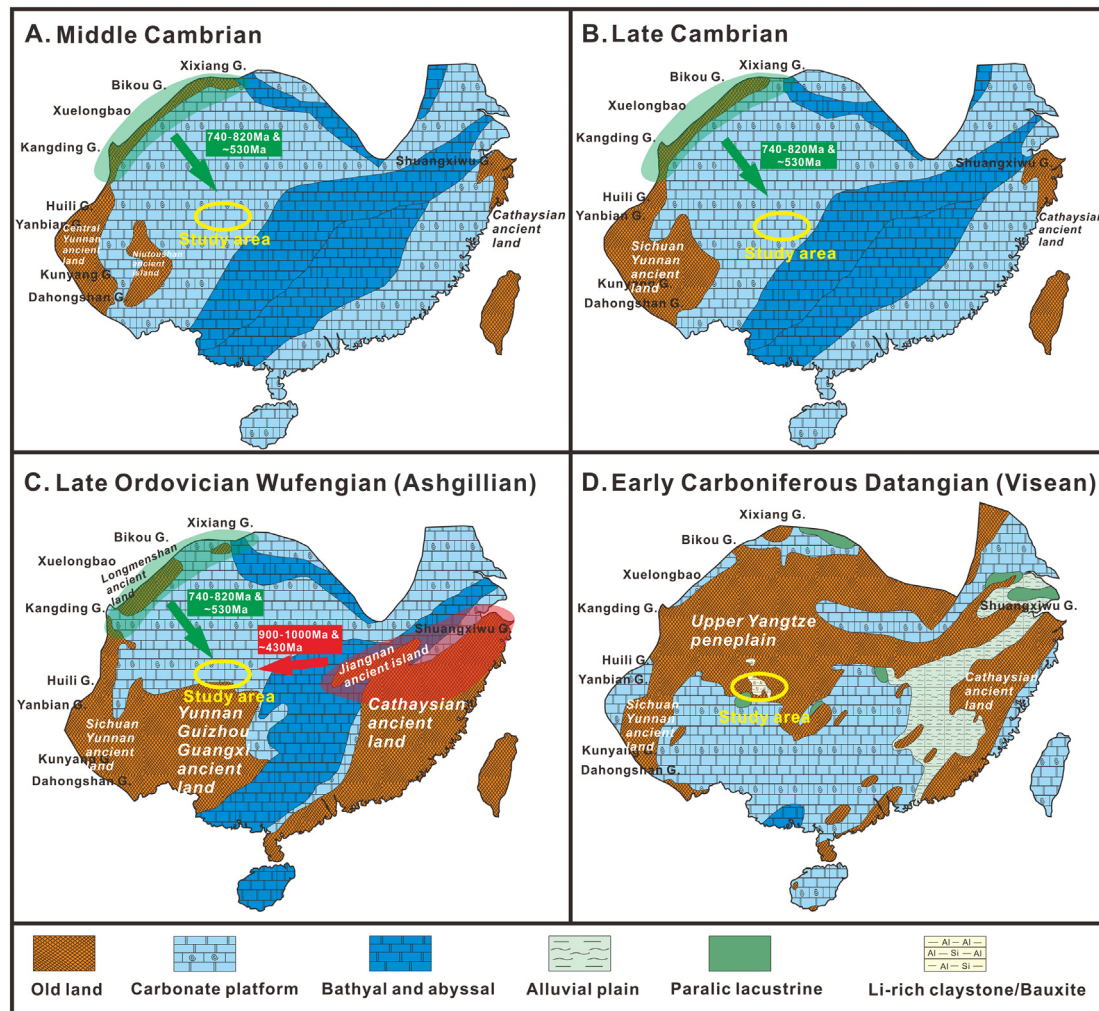 A. Middle Cambrian
Xixiang G.
Bikou G.
Xuelongbao
Kangding G.
740-820Ma &
~530Ma
Shuangxiwu G.
Huili G.
Yanbian G.
Central
Yunnan
ancient
land
Niutoushan
ancient
island
Study area
Cathaysian
ancient land
Kunyang G.
Dahongshan G.
B. Late Cambrian
Xixiang G.
Bikou G.
Xuelongbao
Kangding G.
740-820Ma &
~530Ma
Shuangxiwu G.
Huili G.
Yanbian G.
Sichuan
Yunnan
ancient
land
Study area
Cathaysian
ancient land
Kunyang G.
Dahongshan G.
C. Late Ordovician Wufengian (Ashgillian)
Xixiang G.
Bikou G.
Xuelongbao
Longmenshan
ancient
land
Kangding G.
740-820Ma &
~530Ma
900-1000Ma &
~430Ma
Shuangxiwu G.
Jiangnan
ancient island
Huili G.
Yanbian G.
Study area
Sichuan
Yunnan
ancient
land
Yunnan
Guizhou
Guangxi
ancient
land
Cathaysian
ancient
land
Kunyang G.
Dahongshan G.
D. Early Carboniferous Datangian (Visean)
Xixiang G.
Bikou G.
Xuelongbao
Kangding G.
Upper Yangtze
peneplain
Shuangxiwu G.
Huili G.
Yanbian G.
Study area
Sichuan
Yunnan
ancient
land
Cathaysian
ancient
land
Kunyang G.
Dahongshan G.
Al Al
Al Si Al
Al Si
Old land
Carbonate platform
Bathyal and abyssal
Alluvial plain
Paralic lacustrine
Li-rich claystone/Bauxite